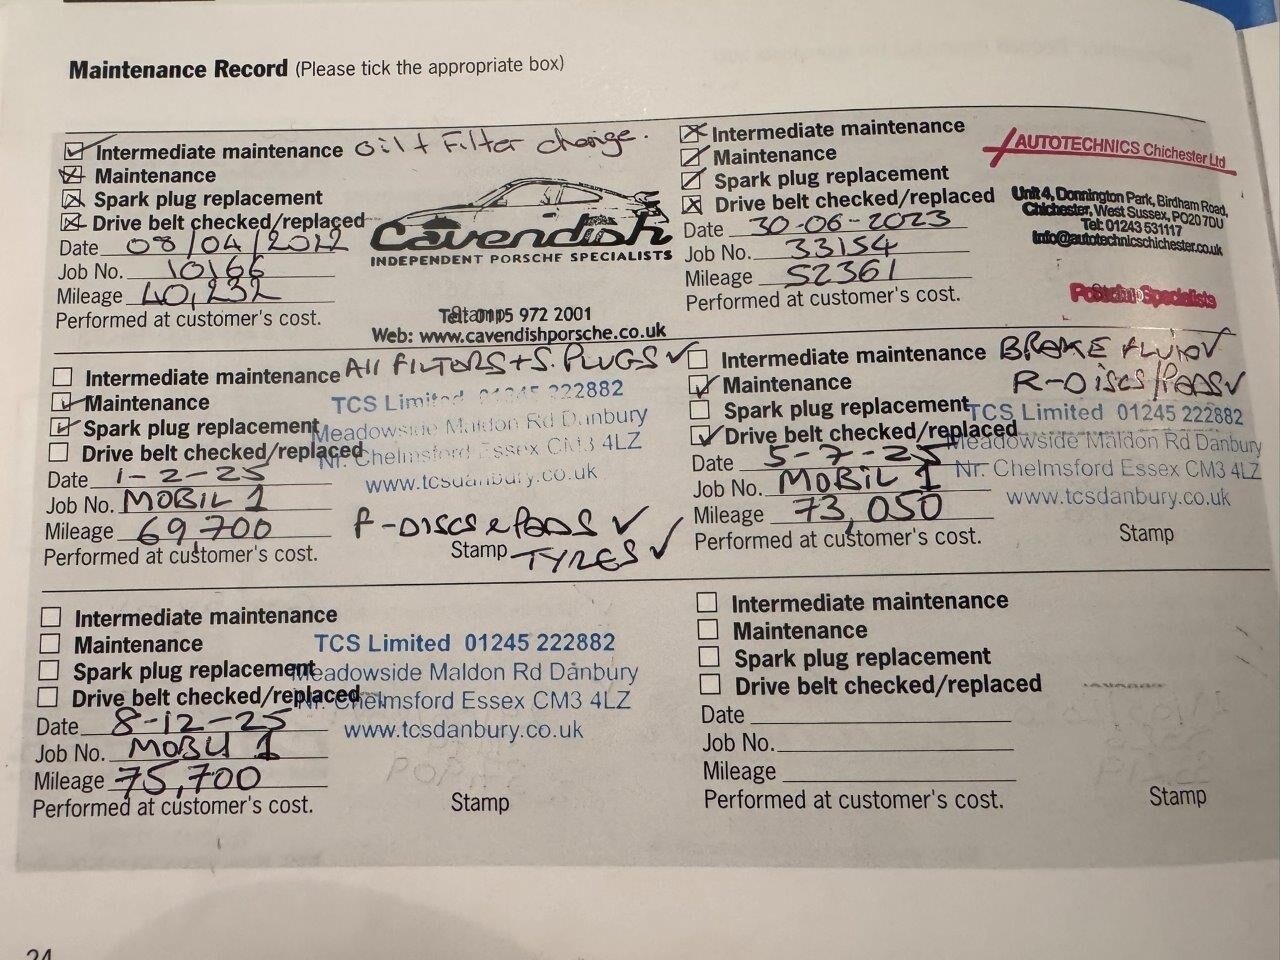 Maintenance Record (Please tick the appropriate box)
Intermediate maintenance Oil + Filter change.
Maintenance
Spark plug replacement
Drive belt checked/replaced
Date 08/04/2012
Job No. 10166
Mileage 40,232
Performed at customer's cost.
Cavendish
INDEPENDENT PORSCHE SPECIALISTS
Stamp
Tel: 0115 972 2001
Web: www.cavendishporsche.co.uk
Intermediate maintenance
Maintenance
Spark plug replacement
Drive belt checked/replaced
Date 30-06-2023
Job No. 33154
Mileage 52361
Performed at customer's cost.
AUTOTECHNICS Chichester Ltd
Unit 4, Donnington Park, Birdham Road,
Chichester, West Sussex, PO20 7DU
Tel: 01243 531117
Info@autotechnicschichester.co.uk
Stamp
Specialists
Intermediate maintenance All FILTORS + S. PLUGS ✓
Maintenance
Spark plug replacement
Drive belt checked/replaced
Date 1-2-25
Job No. MOBIL 1
Mileage 69,700
Performed at customer's cost.
TCS Limited 01245 222882
Meadowside Maldon Rd Danbury
Nr. Chelmsford Essex CM3 4LZ
www.tcsdanbury.co.uk
F-DISCS & PADS ✓
Stamp TYRES ✓
Intermediate maintenance BRAKE FLUID ✓
Maintenance R-DISCS/PADS ✓
Spark plug replacement
Drive belt checked/replaced
Date 5-7-25
Job No. MOBIL 1
Mileage 73,050
Performed at customer's cost.
TCS Limited 01245 222882
Meadowside Maldon Rd Danbury
Nr. Chelmsford Essex CM3 4LZ
www.tcsdanbury.co.uk
Stamp
Intermediate maintenance
Maintenance
Spark plug replacement
Drive belt checked/replaced
Date 8-12-25
Job No. MOBIL 1
Mileage 75,700
Performed at customer's cost.
TCS Limited 01245 222882
Meadowside Maldon Rd Danbury
Nr. Chelmsford Essex CM3 4LZ
www.tcsdanbury.co.uk
Stamp
Intermediate maintenance
Maintenance
Spark plug replacement
Drive belt checked/replaced
Date
Job No.
Mileage
Performed at customer's cost.
Stamp
24